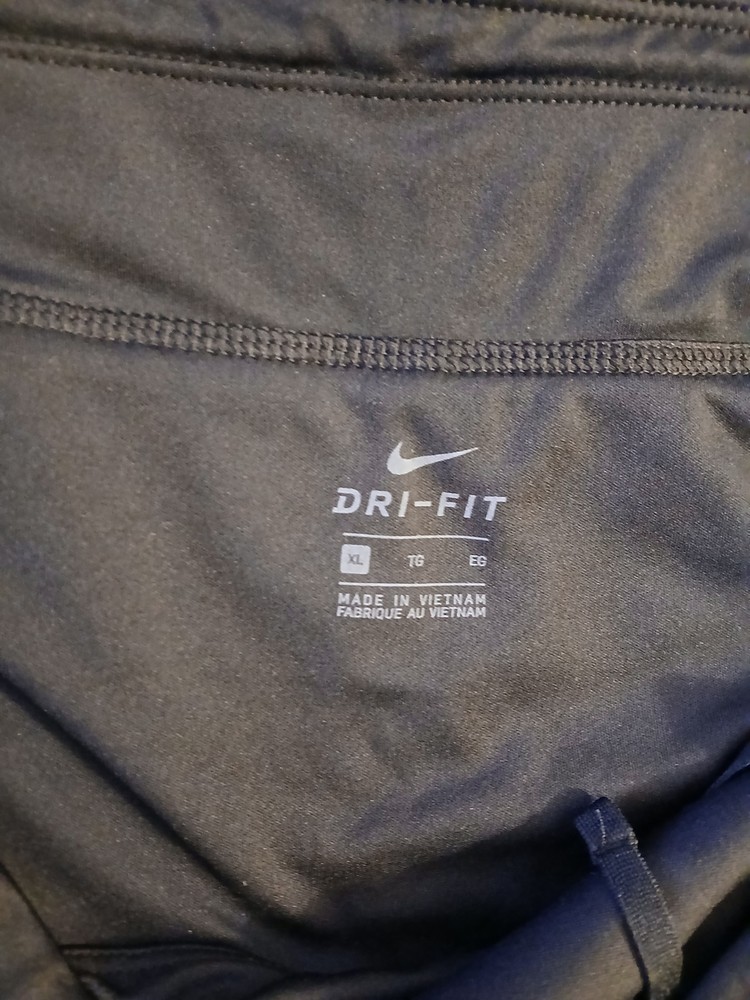 DRI-FIT
XL TG EG
MADE IN VIETNAM
FABRIQUE AU VIETNAM